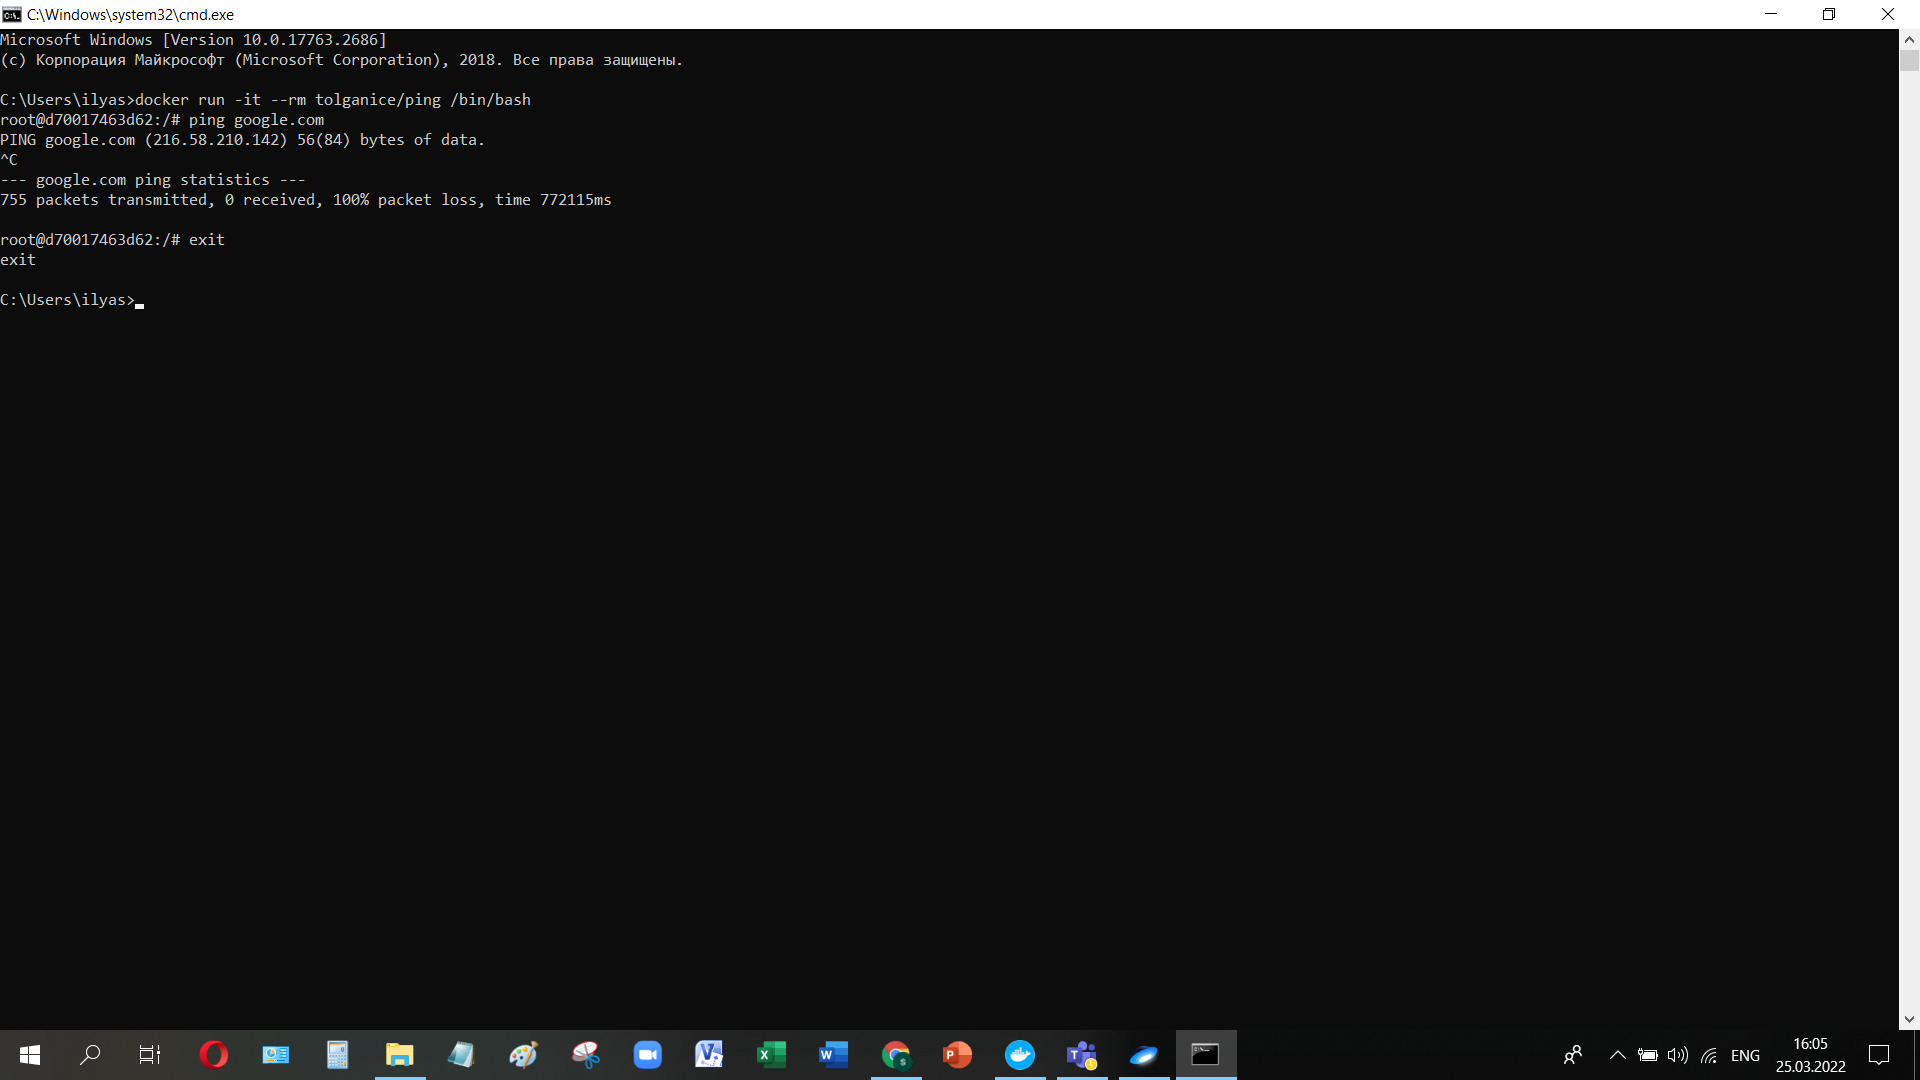 C:\Windows\system32\cmd.exe
Microsoft Windows [Version 10.0.17763.2686]
(c) Корпорация Майкрософт (Microsoft Corporation), 2018. Все права защищены.
C:\Users\ilyas>docker run -it --rm tolganice/ping /bin/bash
root@d70017463d62:/# ping google.com
PING google.com (216.58.210.142) 56(84) bytes of data.
^C
--- google.com ping statistics ---
755 packets transmitted, 0 received, 100% packet loss, time 772115ms
root@d70017463d62:/# exit
exit
C:\Users\ilyas>
ENG
16:05
25.03.2022